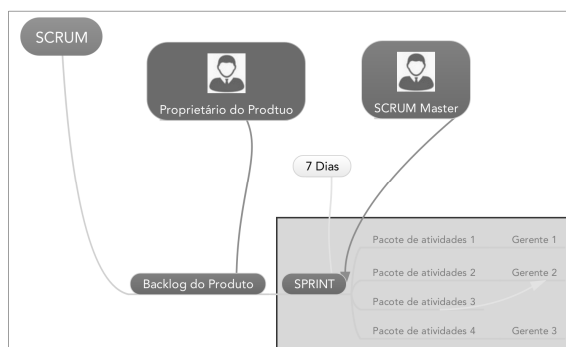 SCRUM
Proprietário do Prodtuo
SCRUM Master
7 Dias
Pacote de atividades 1 Gerente 1
Backlog do Produto
SPRINT
Pacote de atividades 2 Gerente 2
Pacote de atividades 3
Pacote de atividades 4 Gerente 3